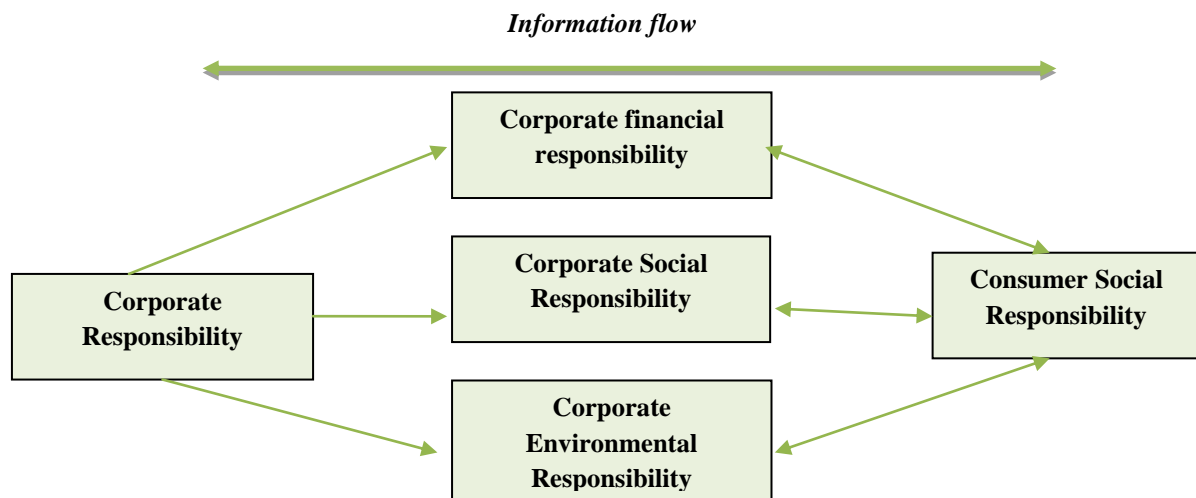 Information flow
Corporate financial
responsibility
Corporate Social
Responsibility
Corporate
Responsibility
Consumer Social
Responsibility
Corporate
Environmental
Responsibility